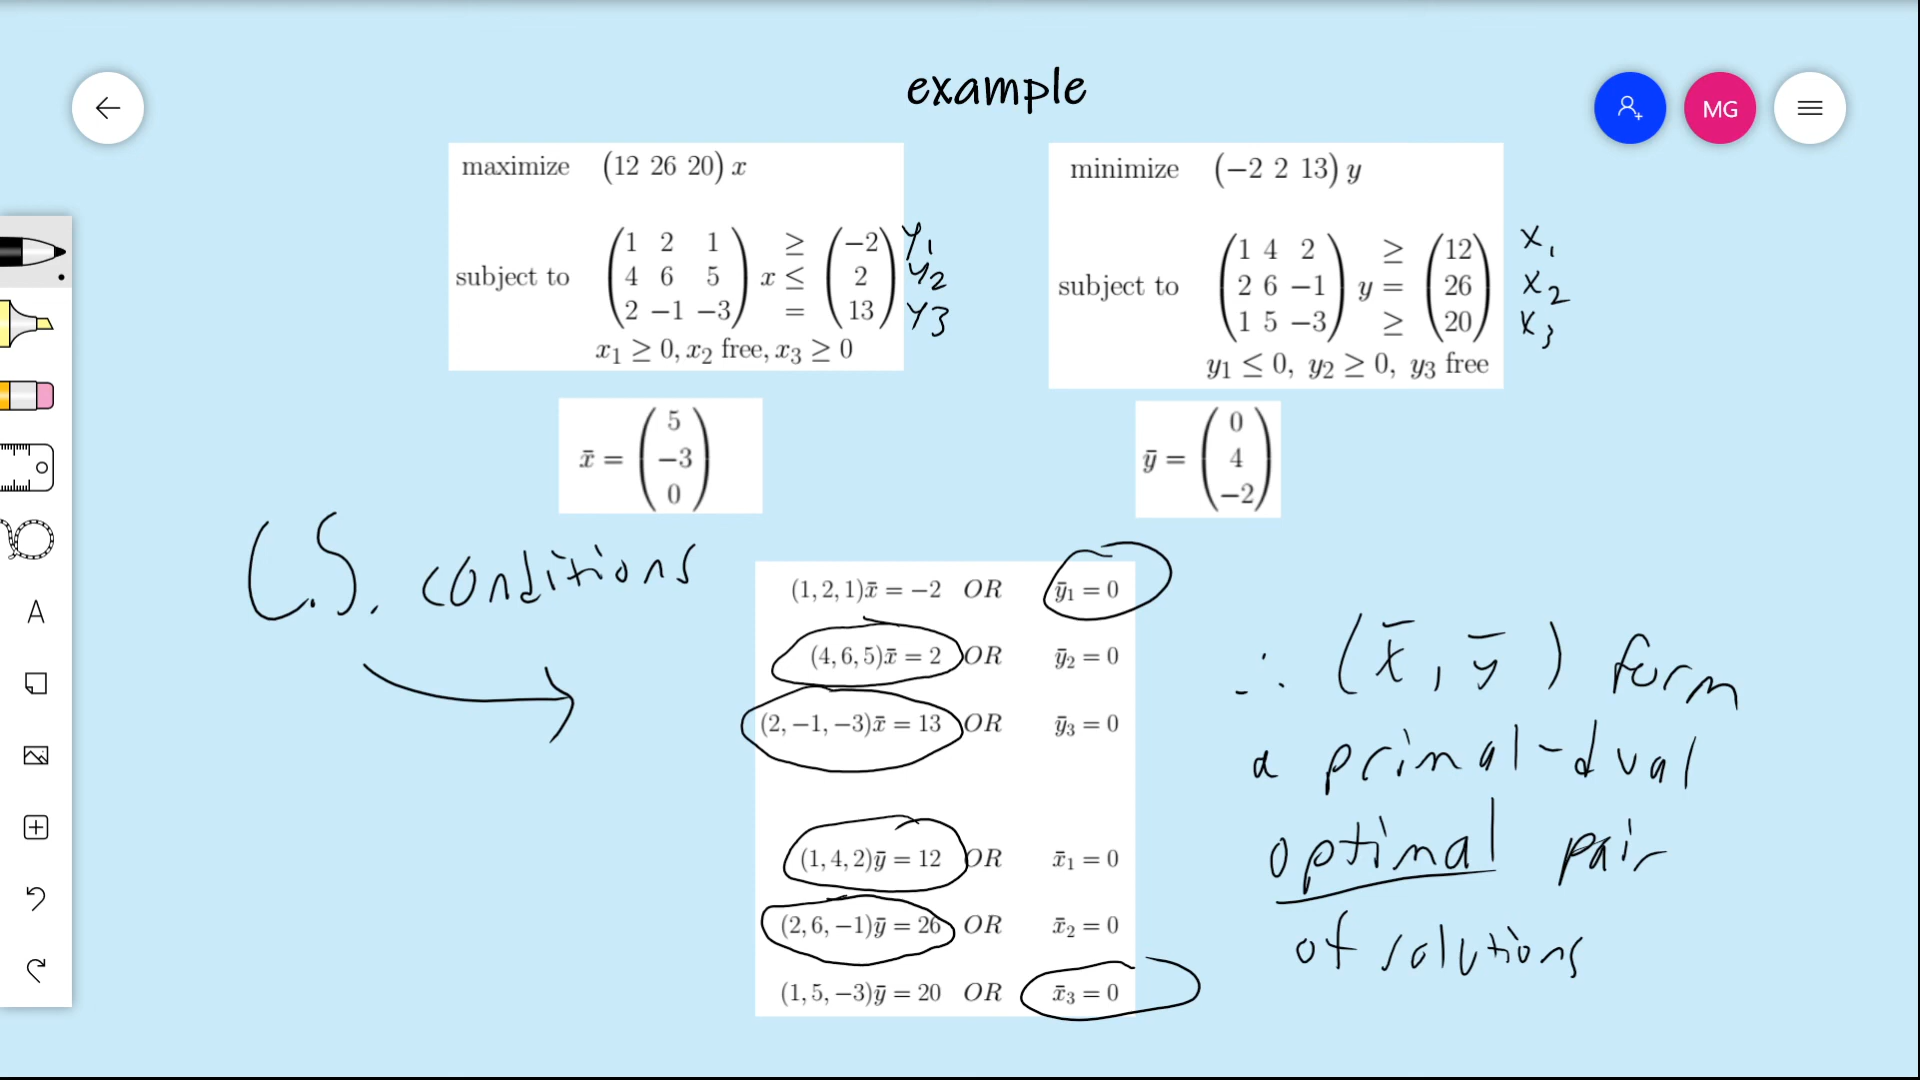 example
MG
maximize (12 26 20) x
subject to
(1 2 1) ≥ (−2) y1
(4 6 5) x ≤ (2) y2
(2 −1 −3) = (13) y3
x₁ ≥ 0, x₂ free, x₃ ≥ 0
minimize (−2 2 13) y
subject to
(1 4 2) ≥ (12) x1
(2 6 −1) y = (26) x2
(1 5 −3) ≥ (20) x3
y₁ ≤ 0, y₂ ≥ 0, y₃ free
x̄ = (5
−3
0)
ȳ = (0
4
−2)
C.S. conditions
(1, 2, 1)x̄ = −2 OR ȳ₁ = 0
(4, 6, 5)x̄ = 2 OR ȳ₂ = 0
(2, −1, −3)x̄ = 13 OR ȳ₃ = 0
(1, 4, 2)ȳ = 12 OR x̄₁ = 0
(2, 6, −1)ȳ = 26 OR x̄₂ = 0
(1, 5, −3)ȳ = 20 OR x̄₃ = 0
∴ (x̄, ȳ) form
a primal-dual
optimal pair
of solutions
A